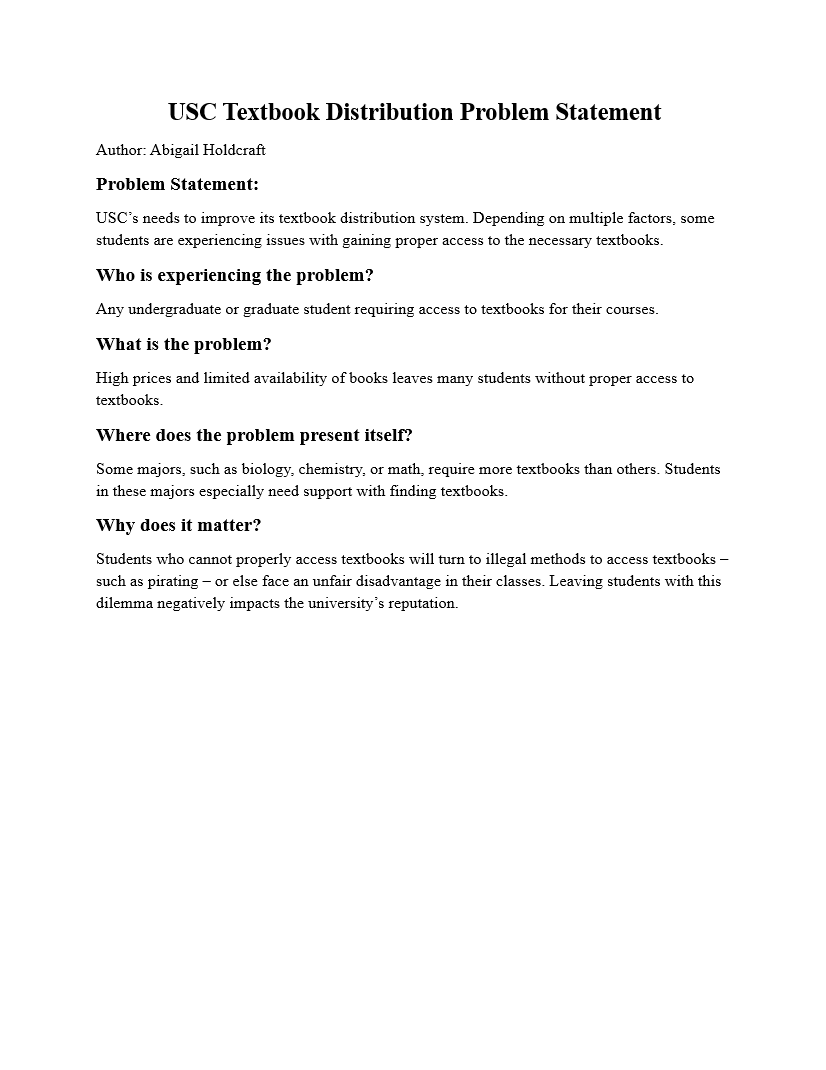 USC Textbook Distribution Problem Statement
Author: Abigail Holdcraft
Problem Statement:
USC’s needs to improve its textbook distribution system. Depending on multiple factors, some
students are experiencing issues with gaining proper access to the necessary textbooks.
Who is experiencing the problem?
Any undergraduate or graduate student requiring access to textbooks for their courses.
What is the problem?
High prices and limited availability of books leaves many students without proper access to
textbooks.
Where does the problem present itself?
Some majors, such as biology, chemistry, or math, require more textbooks than others. Students
in these majors especially need support with finding textbooks.
Why does it matter?
Students who cannot properly access textbooks will turn to illegal methods to access textbooks –
such as pirating – or else face an unfair disadvantage in their classes. Leaving students with this
dilemma negatively impacts the university’s reputation.